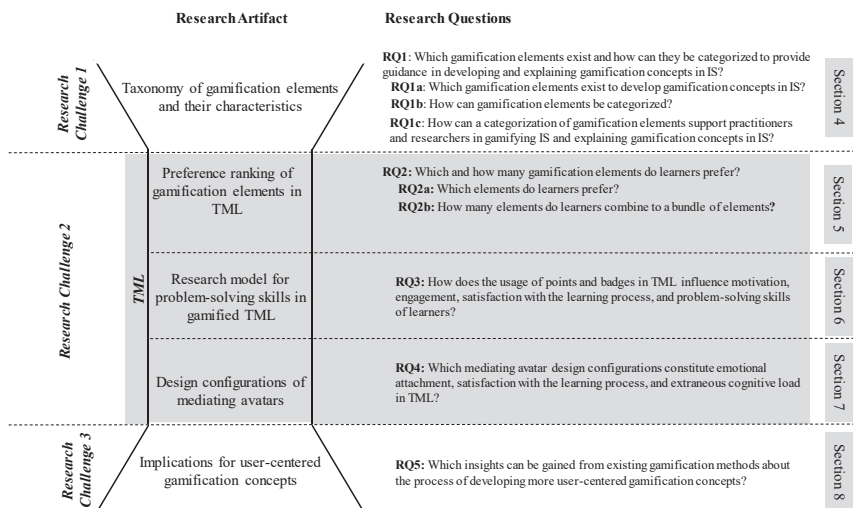 Research Artifact
Research Questions
Research
Challenge 1
Taxonomy of gamification elements
and their characteristics
RQ1: Which gamification elements exist and how can they be categorized to provide
guidance in developing and explaining gamification concepts in IS?
RQ1a: Which gamification elements exist to develop gamification concepts in IS?
RQ1b: How can gamification elements be categorized?
RQ1c: How can a categorization of gamification elements support practitioners
and researchers in gamifying IS and explaining gamification concepts in IS?
Section 4
Research Challenge 2
TML
Preference ranking of
gamification elements in
TML
RQ2: Which and how many gamification elements do learners prefer?
RQ2a: Which elements do learners prefer?
RQ2b: How many elements do learners combine to a bundle of elements?
Section 5
Research model for
problem-solving skills in
gamified TML
RQ3: How does the usage of points and badges in TML influence motivation,
engagement, satisfaction with the learning process, and problem-solving skills
of learners?
Section 6
Design configurations of
mediating avatars
RQ4: Which mediating avatar design configurations constitute emotional
attachment, satisfaction with the learning process, and extraneous cognitive load
in TML?
Section 7
Research
Challenge 3
Implications for user-centered
gamification concepts
RQ5: Which insights can be gained from existing gamification methods about
the process of developing more user-centered gamification concepts?
Section 8